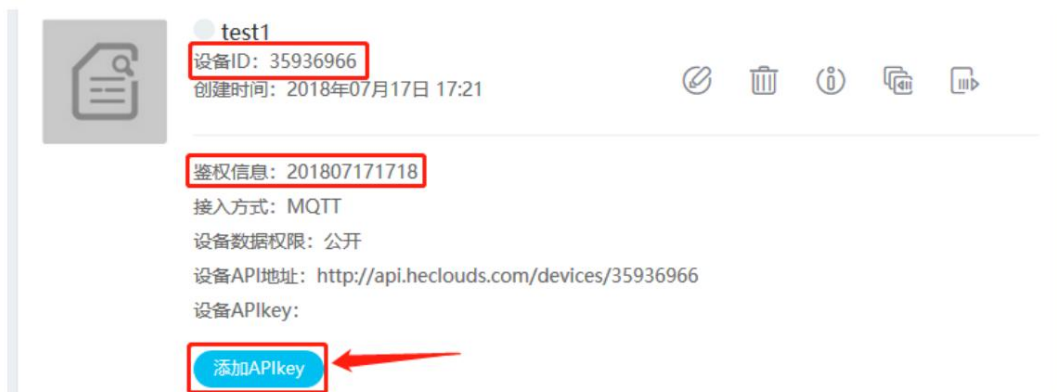 test1
设备ID：35936966
创建时间：2018年07月17日 17:21
鉴权信息：201807171718
接入方式：MQTT
设备数据权限：公开
设备API地址：http://api.heclouds.com/devices/35936966
设备APIkey：
添加APIkey